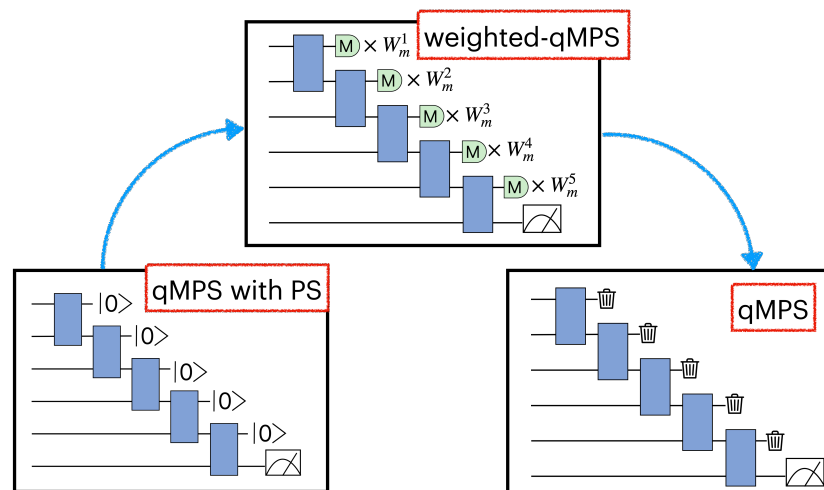 weighted-qMPS
M × W_m^1
M × W_m^2
M × W_m^3
M × W_m^4
M × W_m^5
qMPS with PS
|0>
|0>
|0>
|0>
|0>
qMPS